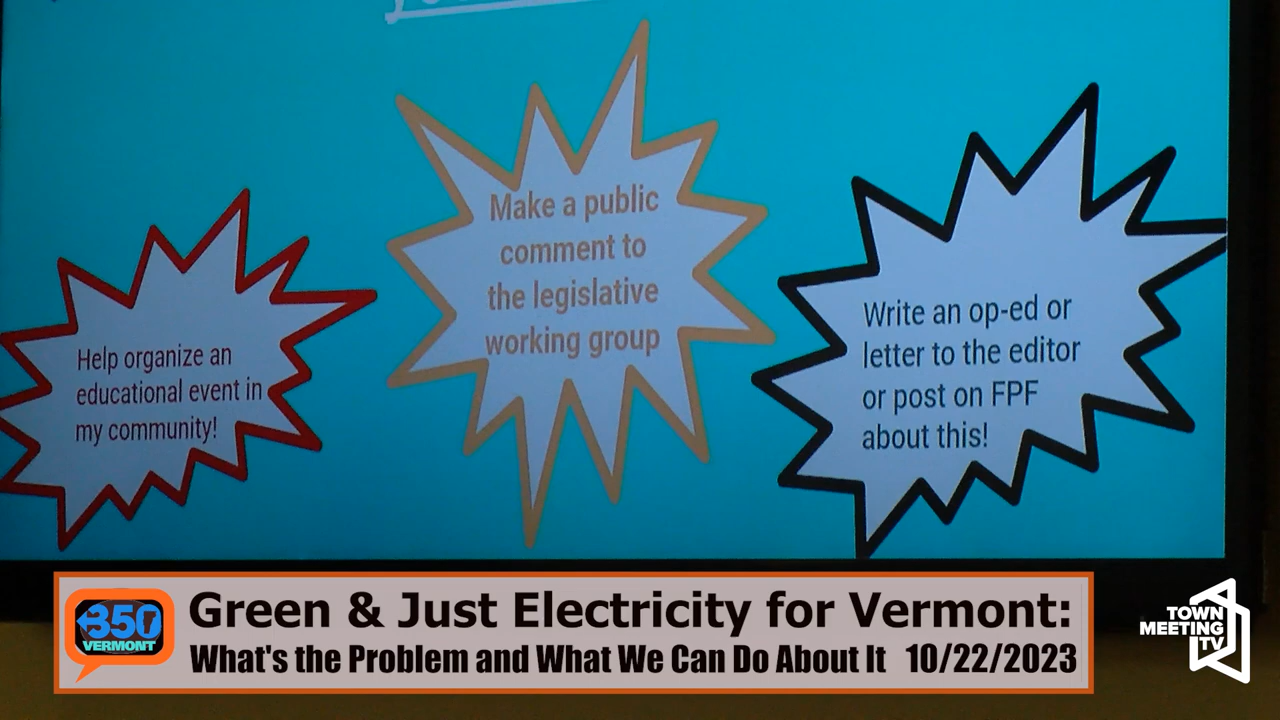 Make a public
comment to
the legislative
working group
Help organize an
educational event in
my community!
Write an op-ed or
letter to the editor
or post on FPF
about this!
350
VERMONT
Green & Just Electricity for Vermont:
What's the Problem and What We Can Do About It 10/22/2023
TOWN
MEETING
TV